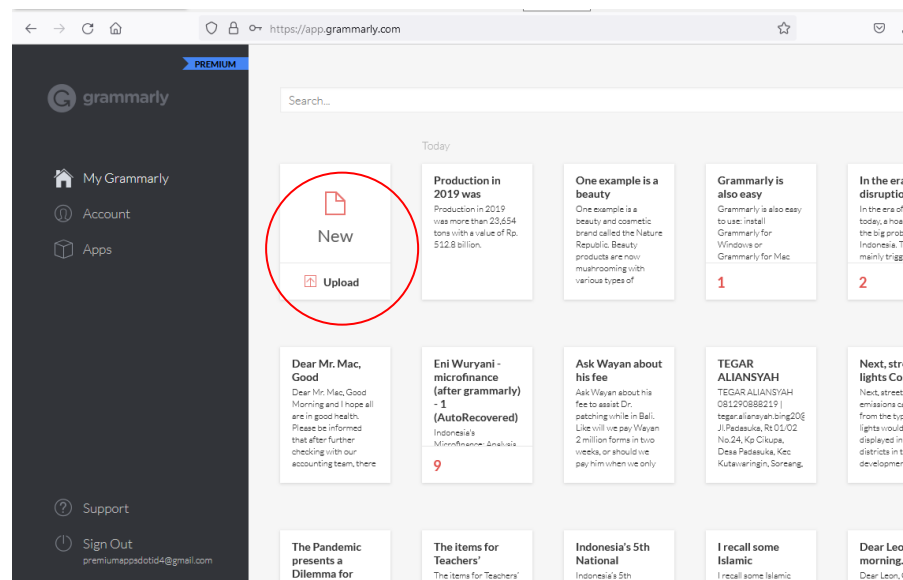 https://app.grammarly.com
PREMIUM
grammarly
Search...
My Grammarly
Account
Apps
Support
Sign Out
premiumappsdotid4@gmail.com
Today
New
Upload
Production in
2019 was
Production in 2019
was more than 23,654
tons with a value of Rp.
512.8 billion.
One example is a
beauty
One example is a
beauty and cosmetic
brand called the Nature
Republic. Beauty
products are now
mushrooming with
various types of
Grammarly is
also easy
Grammarly is also easy
to use: install
Grammarly for
Windows or
Grammarly for Mac
1
In the era
disruptio
In the era of
today, a hoa
the big prob
Indonesia. T
mainly trigg
2
Dear Mr. Mac,
Good
Dear Mr. Mac, Good
Morning and I hope all
are in good health.
Please be informed
that after further
checking with our
accounting team, there
Eni Wuryani -
microfinance
(after grammarly)
- 1
(AutoRecovered)
Indonesia's
Microfinance: Analysis
9
Ask Wayan about
his fee
Ask Wayan about his
fee to assist Dr.
patching while in Bali.
Like will we pay Wayan
2 million forms in two
weeks, or should we
pay him when we only
TEGAR
ALIANSYAH
TEGAR ALIANSYAH
081290888219 |
tegar.aliansyah.bing20@
Jl.Padasuka, Rt 01/02
No.24, Kp Cikupa,
Desa Padasuka, Kec
Kutawaringin, Soreang,
Next, stre
lights Co
Next, street
emissions ca
from the typ
lights would
displayed in
districts in t
developmer
The Pandemic
presents a
Dilemma for
The items for
Teachers'
The items for Teachers'
Indonesia's 5th
National
Indonesia's 5th
I recall some
Islamic
I recall some Islamic
Dear Leo
morning.
Dear Leon,